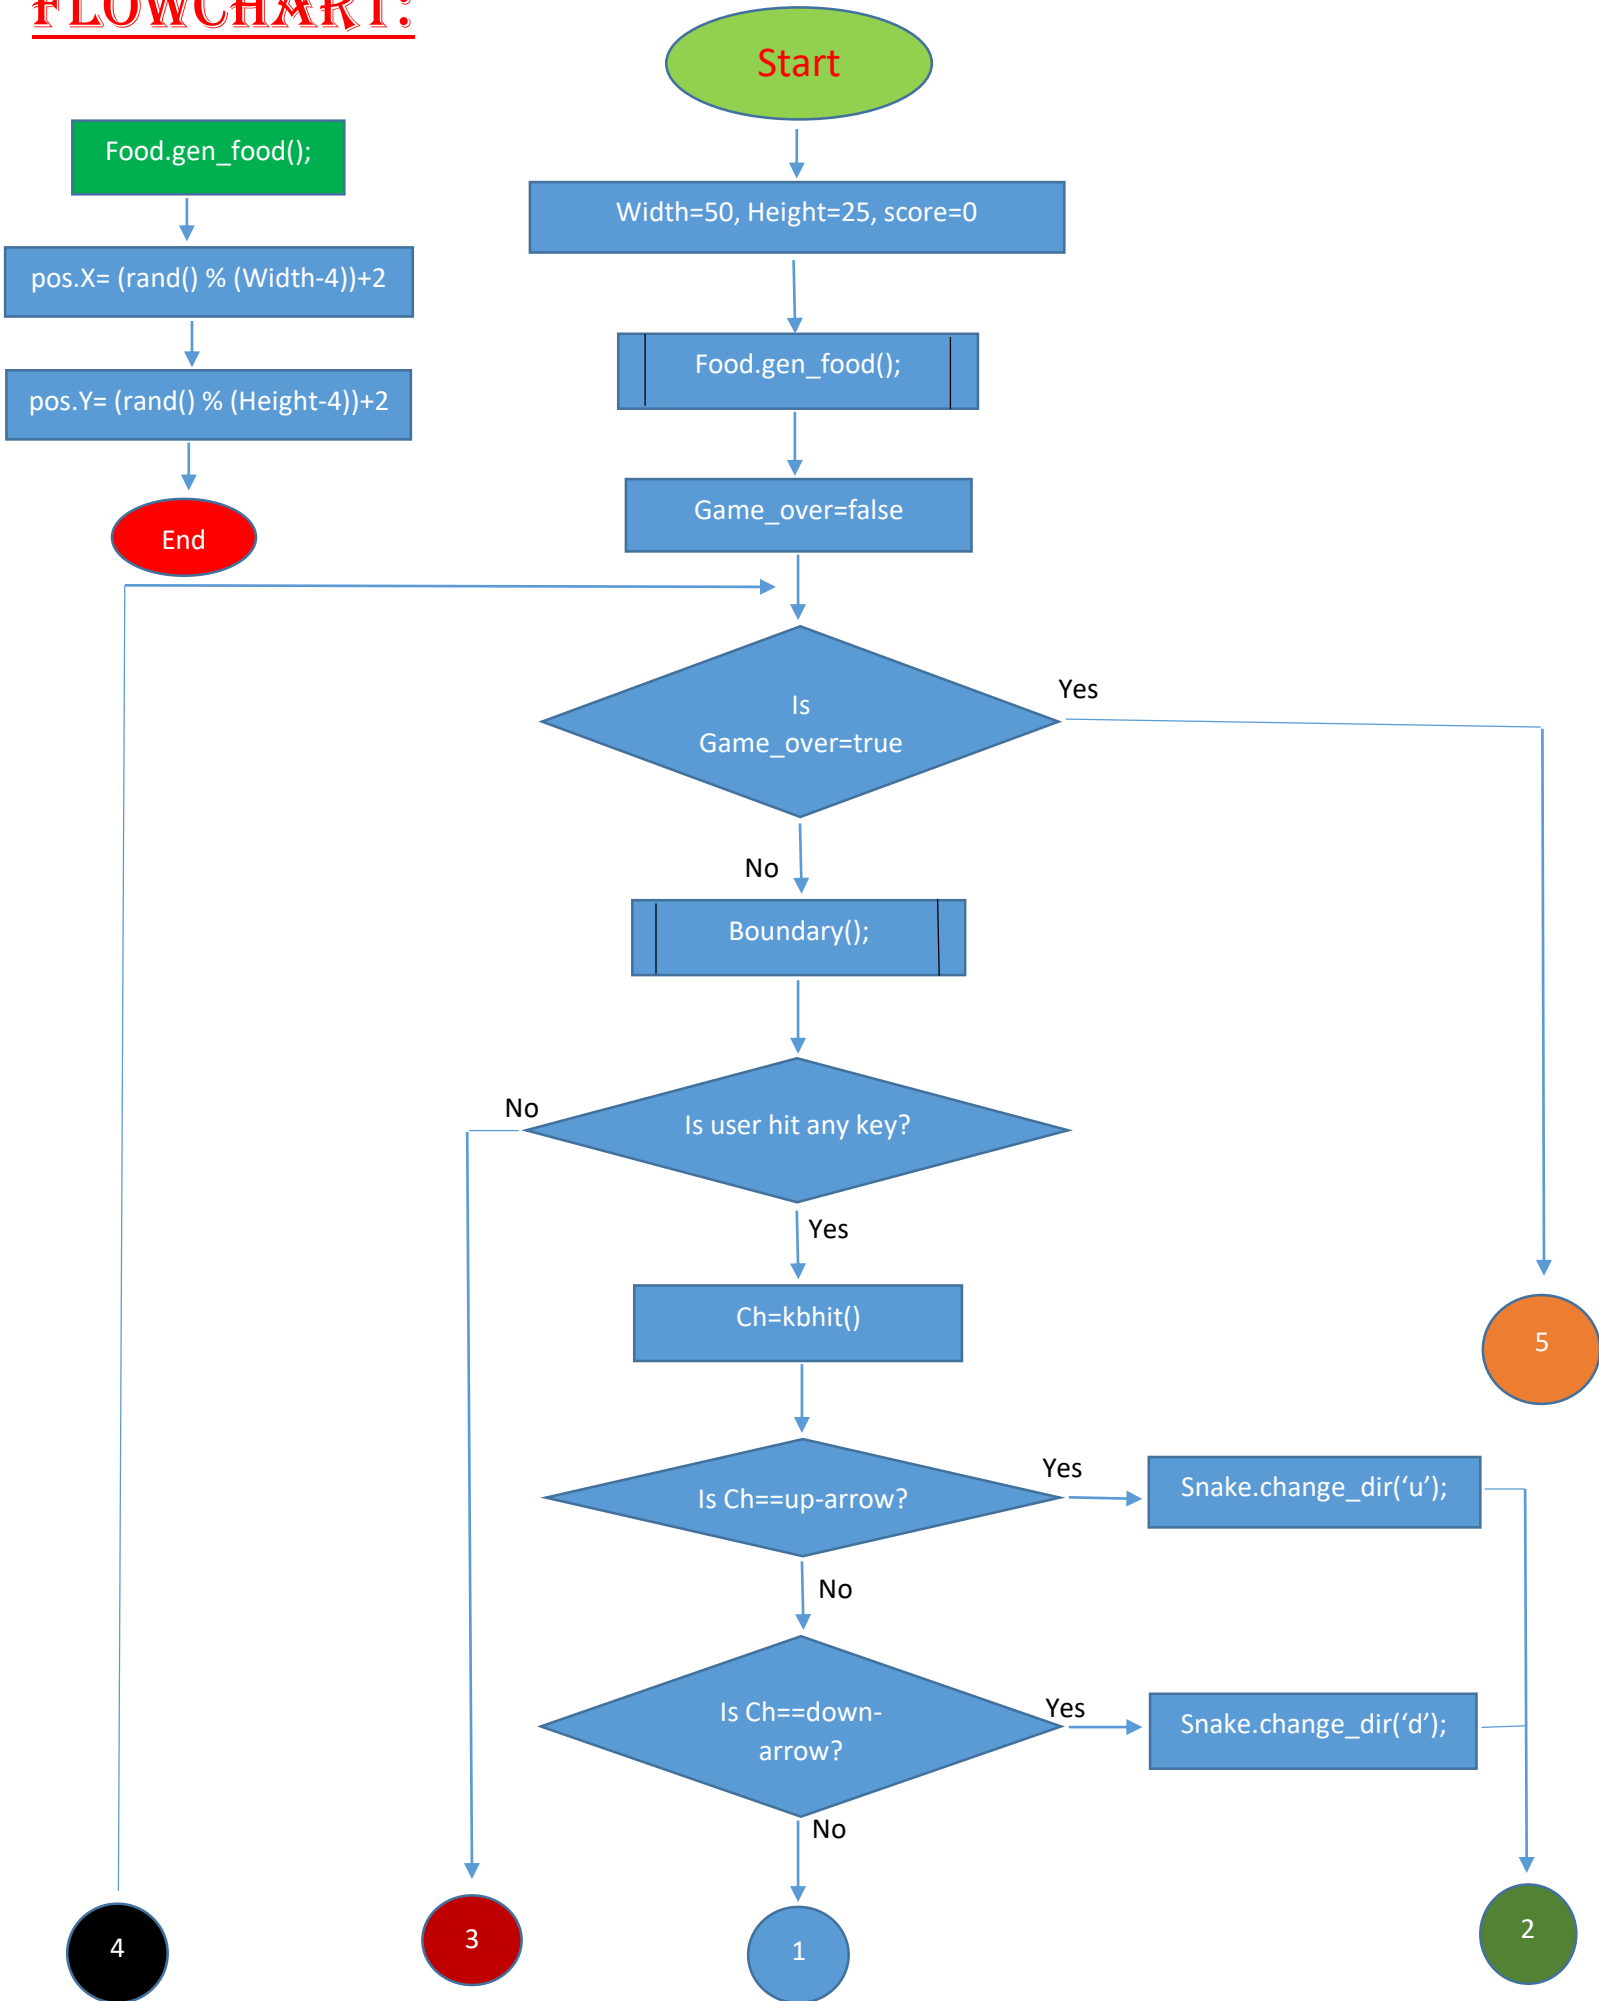 FLOWCHART:
Start
Food.gen_food();
Width=50, Height=25, score=0
pos.X= (rand() % (Width-4))+2
Food.gen_food();
pos.Y= (rand() % (Height-4))+2
Game_over=false
End
Is
Game_over=true
Yes
No
Boundary();
Is user hit any key?
No
Yes
Ch=kbhit()
5
Is Ch==up-arrow?
Yes
Snake.change_dir(‘u’);
No
Is Ch==down-
arrow?
Yes
Snake.change_dir(‘d’);
No
4
3
1
2